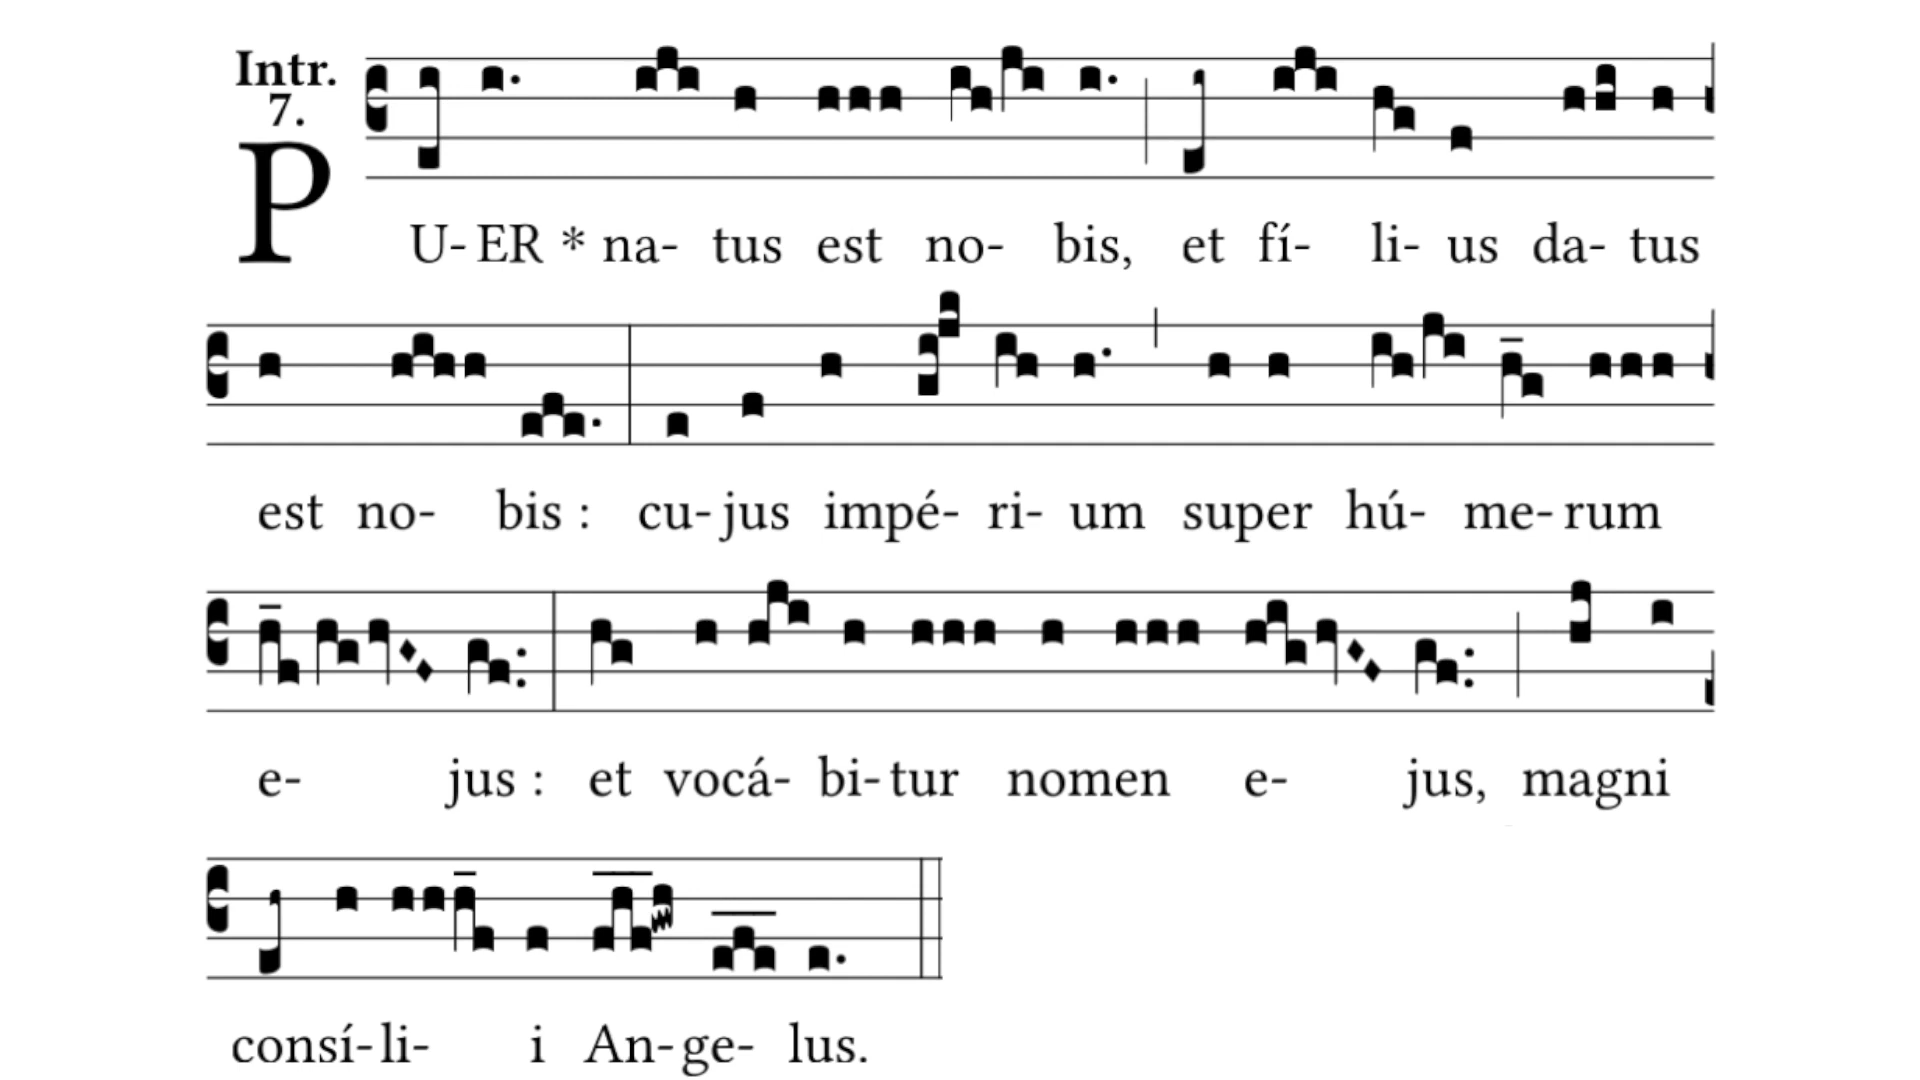 Intr.
7.
PU-ER * na- tus est no- bis, et fí- li- us da- tus
est no- bis : cu- jus impé- ri- um super hú- me- rum
e- jus : et vocá- bi- tur nomen e- jus, magni
consí- li- i An- ge- lus.